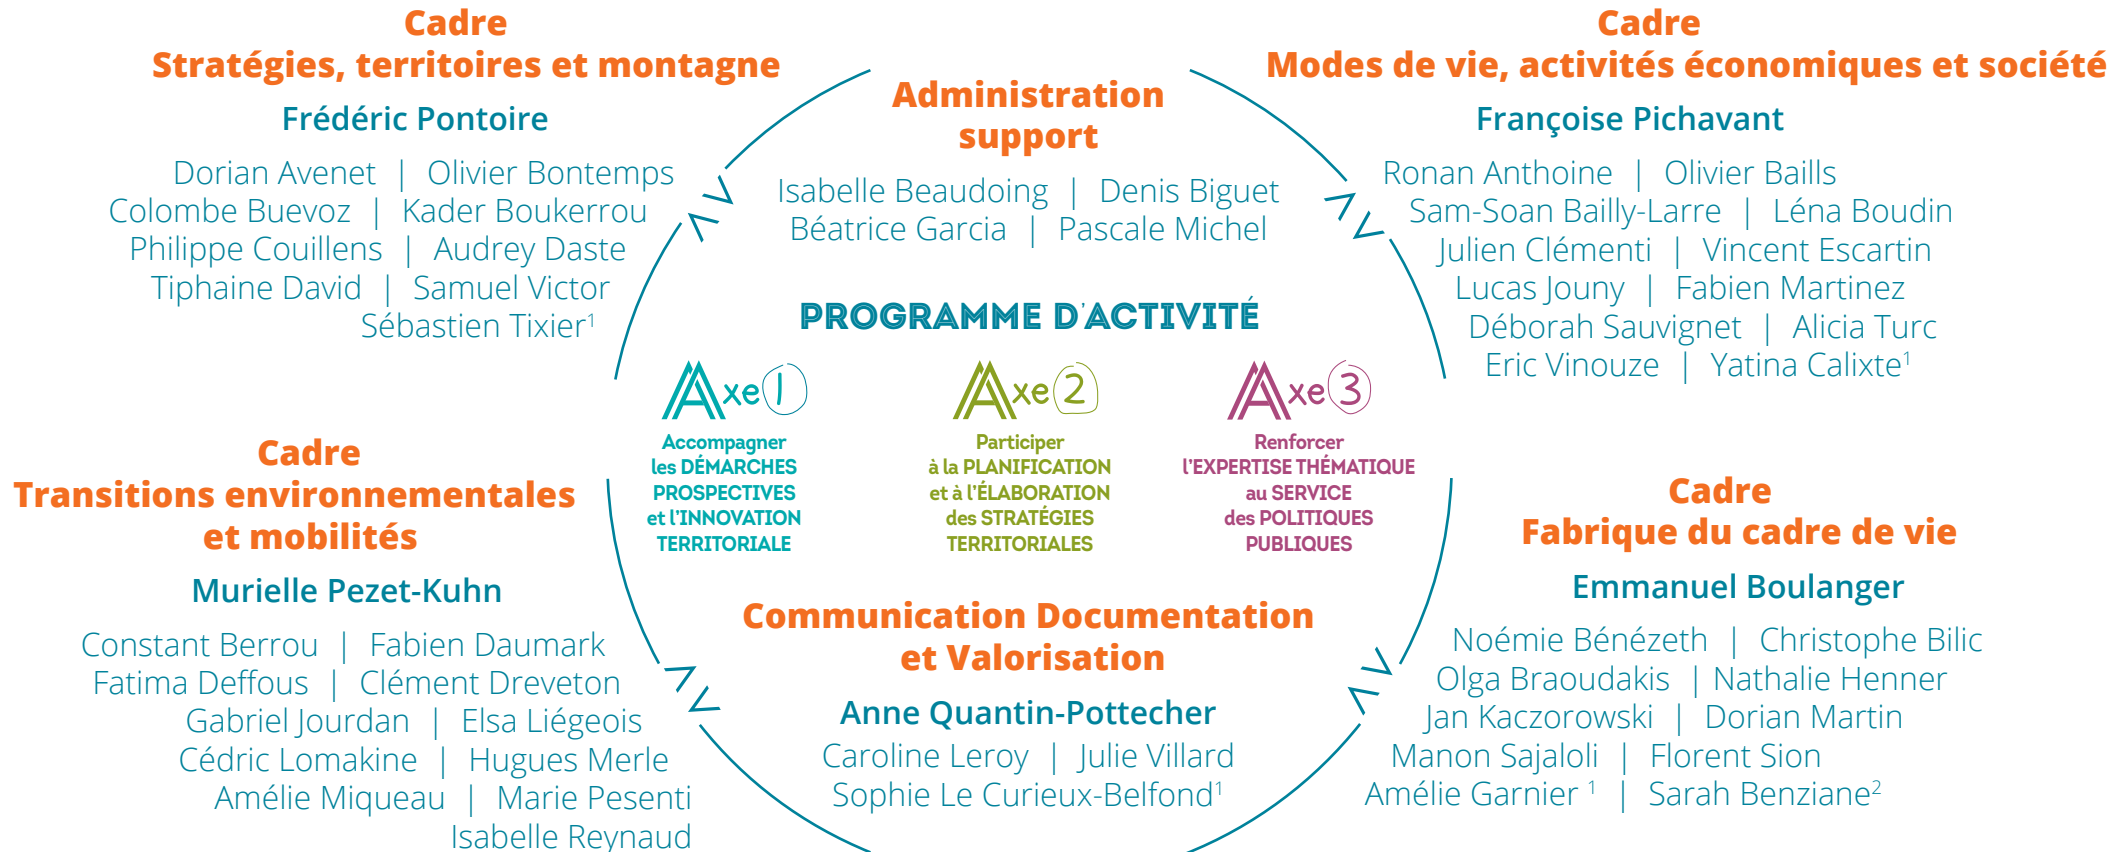 Cadre
Stratégies, territoires et montagne
Frédéric Pontoire
Dorian Avenet | Olivier Bontemps
Colombe Buevoz | Kader Boukerrou
Philippe Couillens | Audrey Daste
Tiphaine David | Samuel Victor
Sébastien Tixier¹
Administration
support
Isabelle Beaudoing | Denis Biguet
Béatrice Garcia | Pascale Michel
Cadre
Modes de vie, activités économiques et société
Françoise Pichavant
Ronan Anthoine | Olivier Baills
Sam-Soan Bailly-Larre | Léna Boudin
Julien Clémenti | Vincent Escartin
Lucas Jouny | Fabien Martinez
Déborah Sauvignet | Alicia Turc
Eric Vinouze | Yatina Calixte¹
PROGRAMME D'ACTIVITÉ
Axe 1
Accompagner
les DÉMARCHES
PROSPECTIVES
et l'INNOVATION
TERRITORIALE
Axe 2
Participer
à la PLANIFICATION
et à l'ÉLABORATION
des STRATÉGIES
TERRITORIALES
Axe 3
Renforcer
l'EXPERTISE THÉMATIQUE
au SERVICE
des POLITIQUES
PUBLIQUES
Cadre
Transitions environnementales
et mobilités
Murielle Pezet-Kuhn
Constant Berrou | Fabien Daumark
Fatima Deffous | Clément Dreveton
Gabriel Jourdan | Elsa Liégeois
Cédric Lomakine | Hugues Merle
Amélie Miqueau | Marie Pesenti
Isabelle Reynaud
Communication Documentation
et Valorisation
Anne Quantin-Pottecher
Caroline Leroy | Julie Villard
Sophie Le Curieux-Belfond¹
Cadre
Fabrique du cadre de vie
Emmanuel Boulanger
Noémie Bénézeth | Christophe Bilic
Olga Braoudakis | Nathalie Henner
Jan Kaczorowski | Dorian Martin
Manon Sajaloli | Florent Sion
Amélie Garnier ¹ | Sarah Benziane²